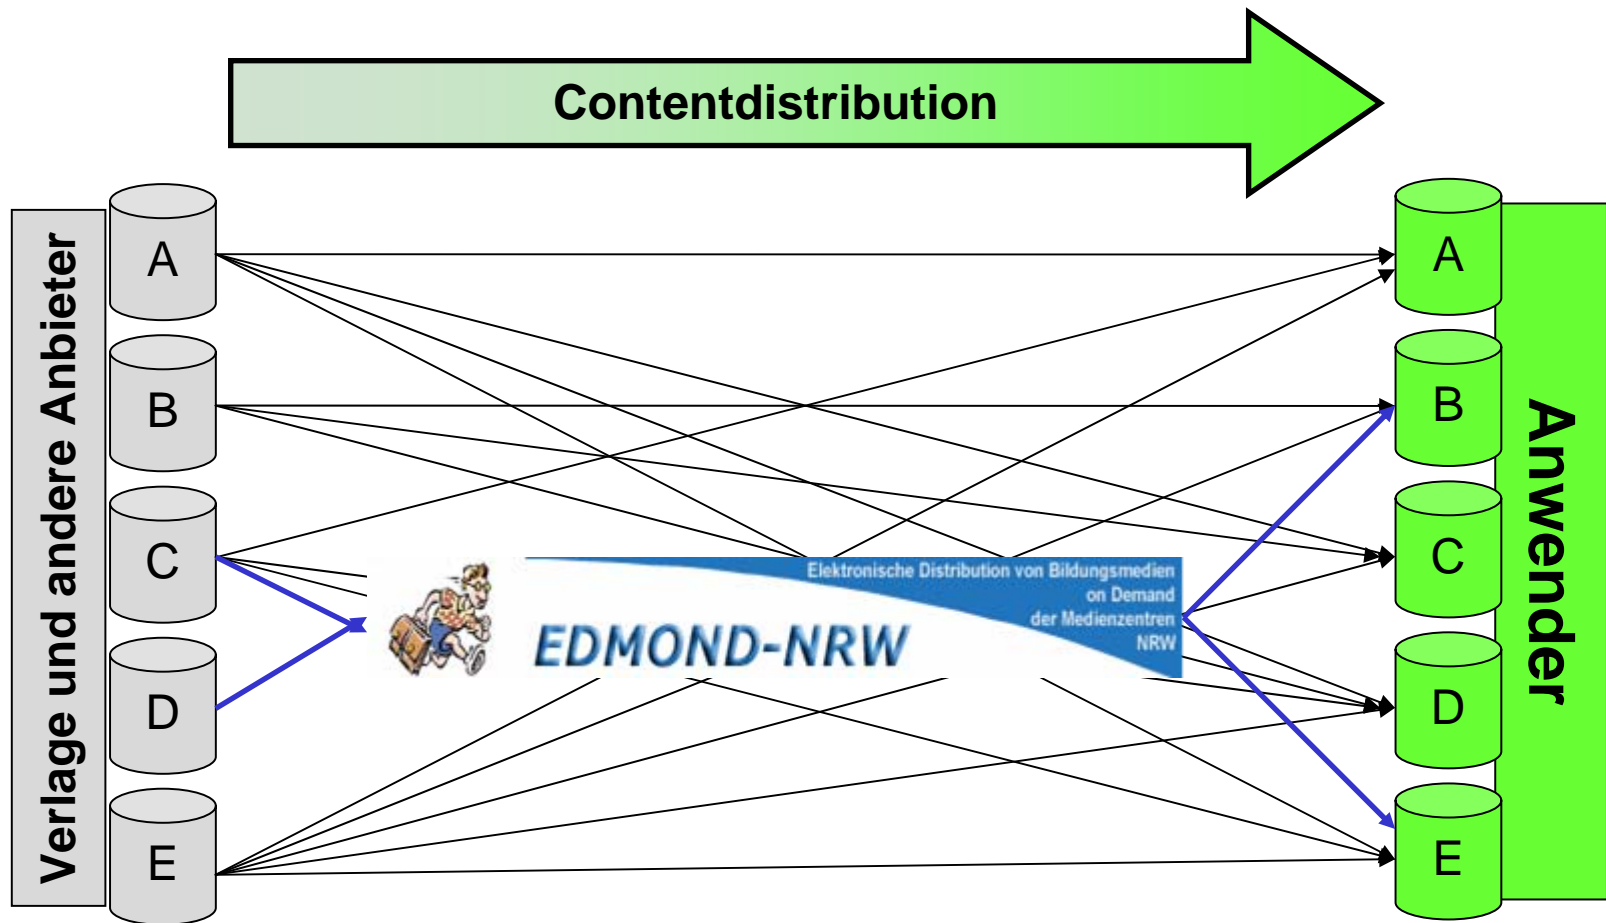 Contentdistribution
Verlage und andere Anbieter
A
B
C
D
E
Elektronische Distribution von Bildungsmedien
on Demand
der Medienzentren
NRW
EDMOND-NRW
A
B
C
D
E
Anwender